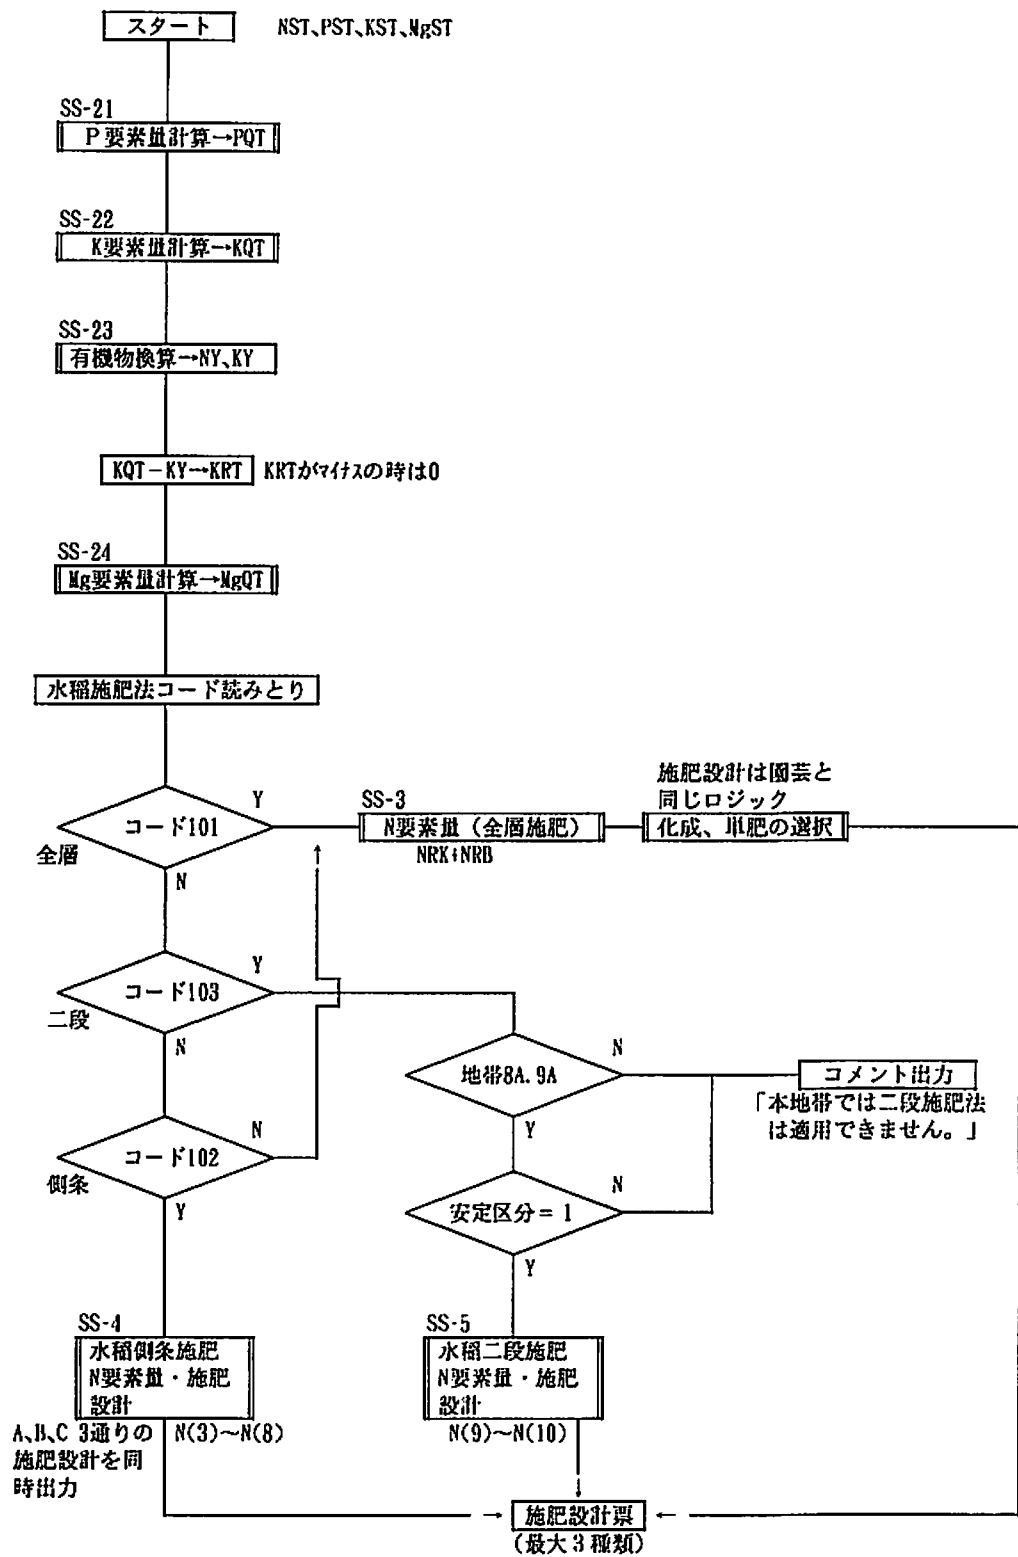 スタート
NST、PST、KST、MgST
SS-21
P要素量計算→PQT
SS-22
K要素量計算→KQT
SS-23
有機物換算→NY、KY
KQT－KY→KRT
KRTがマイナスの時は0
SS-24
Mg要素量計算→MgQT
水稲施肥法コード読みとり
コード101
Y
全層
N
SS-3
N要素量（全層施肥）
NRK+NRB
施肥設計は園芸と
同じロジック
化成、単肥の選択
コード103
Y
二段
N
地帯8A.9A
N
Y
コメント出力
「本地帯では二段施肥法
は適用できません。」
コード102
N
側条
Y
安定区分＝1
N
Y
SS-4
水稲側条施肥
N要素量・施肥
設計
A、B、C 3通りの
施肥設計を同
時出力
N(3)～N(8)
SS-5
水稲二段施肥
N要素量・施肥
設計
N(9)～N(10)
施肥設計票
(最大3種類)